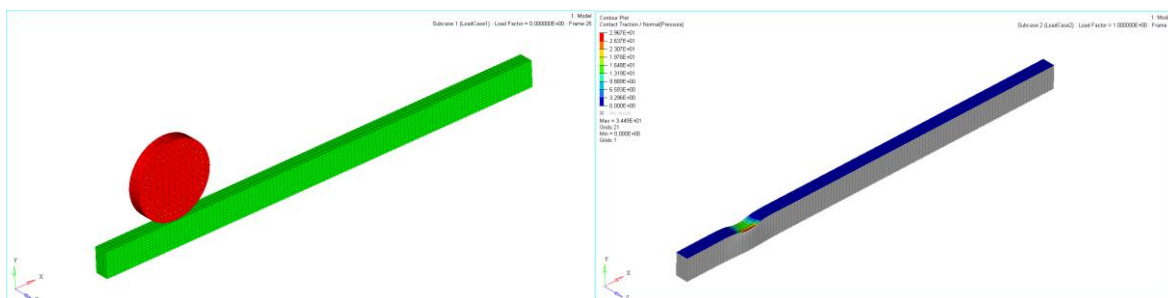 1: Model
Subcase 1 (LoadCase1) : Load Factor = 0.000000E+00 : Frame 25
Y
X
Contour Plot
Contact Traction / Normal(Pressure)
2.967E+01
2.637E+01
2.307E+01
1.978E+01
1.648E+01
1.319E+01
9.889E+00
6.593E+00
3.296E+00
0.000E+00
Max = 3.449E+01
Grids 21
Min = 0.000E+00
Grids 1
1: Model
Subcase 2 (LoadCase2) : Load Factor = 1.000000E+00 : Frame
Y
X